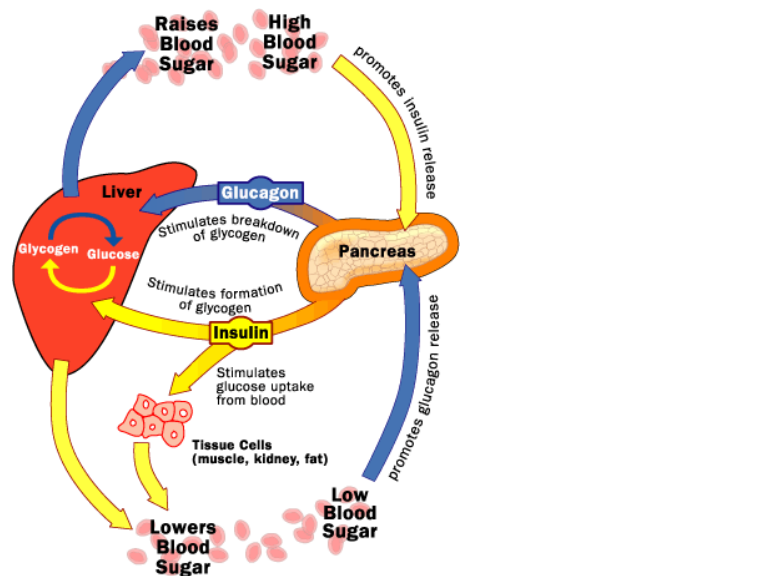 Raises
Blood
Sugar
High
Blood
Sugar
promotes insulin release
Liver
Glucagon
Stimulates breakdown
of glycogen
Glycogen
Glucose
Pancreas
Stimulates formation
of glycogen
Insulin
Stimulates
glucose uptake
from blood
Tissue Cells
(muscle, kidney, fat)
promotes glucagon release
Low
Blood
Sugar
Lowers
Blood
Sugar